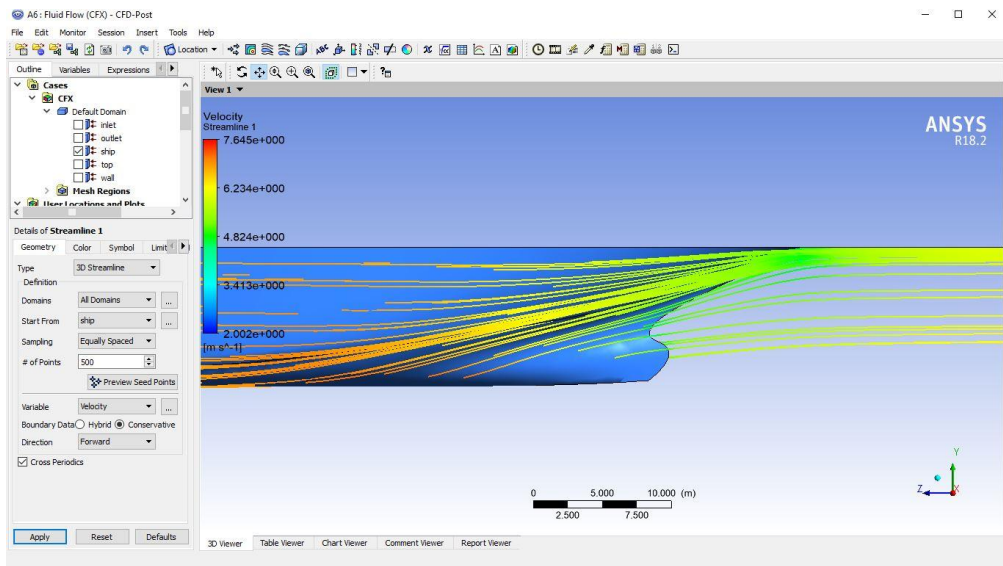 A6 : Fluid Flow (CFX) - CFD-Post
File Edit Monitor Session Insert Tools Help
Location
Outline Variables Expressions
Cases
CFX
Default Domain
inlet
outlet
ship
top
wall
Mesh Regions
User Locations and Plots
Details of Streamline 1
Geometry Color Symbol Limit
Type 3D Streamline
Definition
Domains All Domains ...
Start From ship ...
Sampling Equally Spaced
# of Points 500
Preview Seed Points
Variable Velocity ...
Boundary Data Hybrid Conservative
Direction Forward
Cross Periodics
Apply Reset Defaults
View 1
Velocity
Streamline 1
7.645e+000
6.234e+000
4.824e+000
3.413e+000
2.002e+000
[m s^-1]
ANSYS
R18.2
0 5.000 10.000 (m)
2.500 7.500
Y
Z X
3D Viewer Table Viewer Chart Viewer Comment Viewer Report Viewer